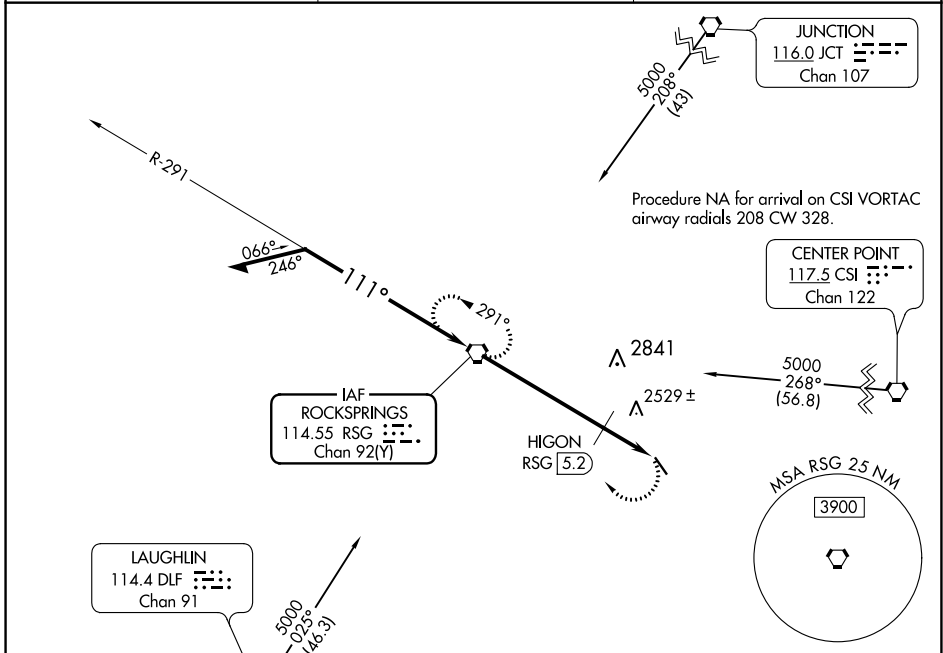 JUNCTION
116.0 JCT
Chan 107
5000
208°
(43)
R-291
Procedure NA for arrival on CSI VORTAC
airway radials 208 CW 328.
066°
246°
111°
CENTER POINT
117.5 CSI
Chan 122
291°
2841
5000
268°
(56.8)
2529 ±
IAF
ROCKSPRINGS
114.55 RSG
Chan 92(Y)
HIGON
RSG 5.2
MSA RSG 25 NM
3900
LAUGHLIN
114.4 DLF
Chan 91
5000
025°
(46.3)